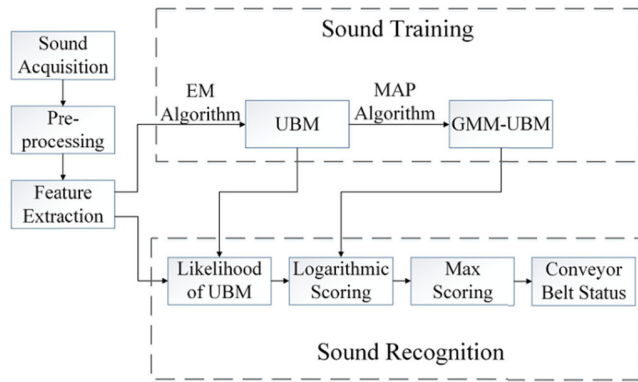 Sound Training
Sound
Acquisition
Pre-
processing
Feature
Extraction
EM
Algorithm
UBM
MAP
Algorithm
GMM-UBM
Likelihood
of UBM
Logarithmic
Scoring
Max
Scoring
Conveyor
Belt Status
Sound Recognition